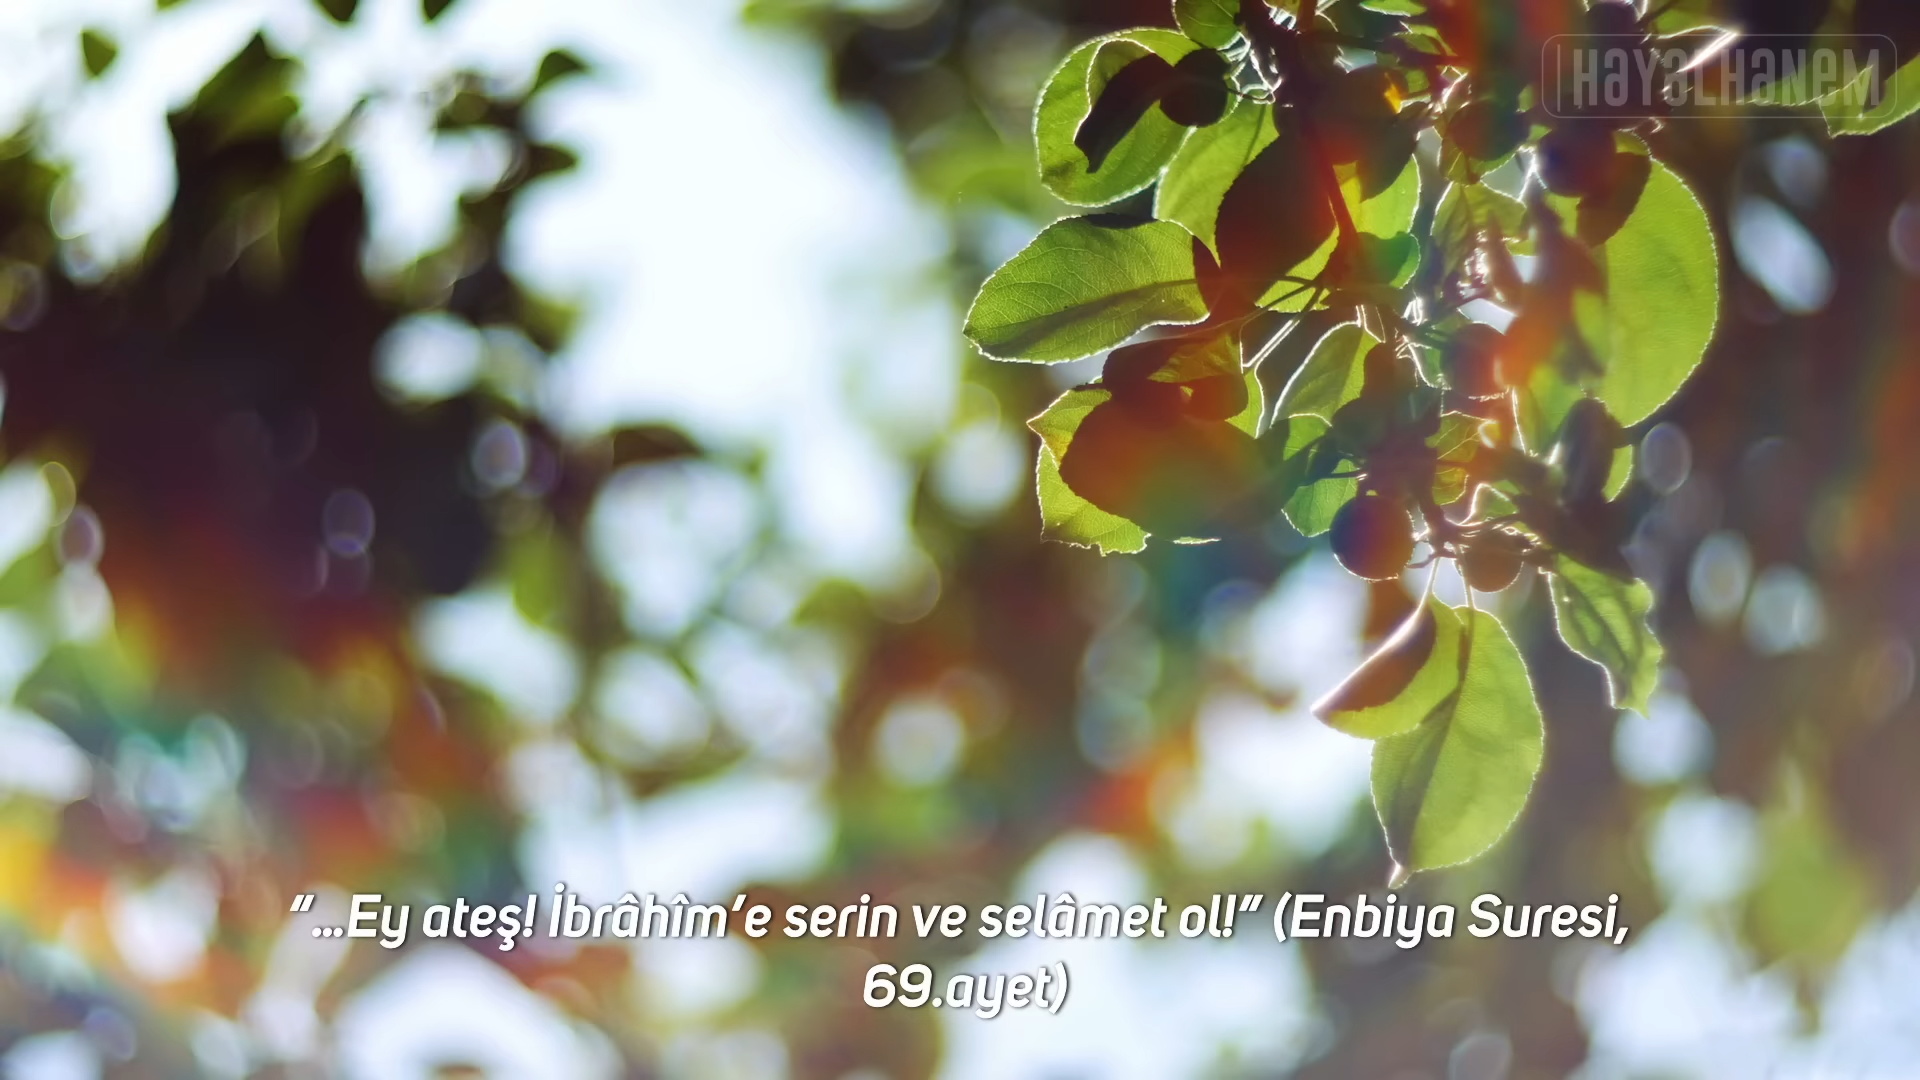 HAYALHANEM
“...Ey ateş! İbrâhîm’e serin ve selâmet ol!” (Enbiya Suresi,
69.ayet)